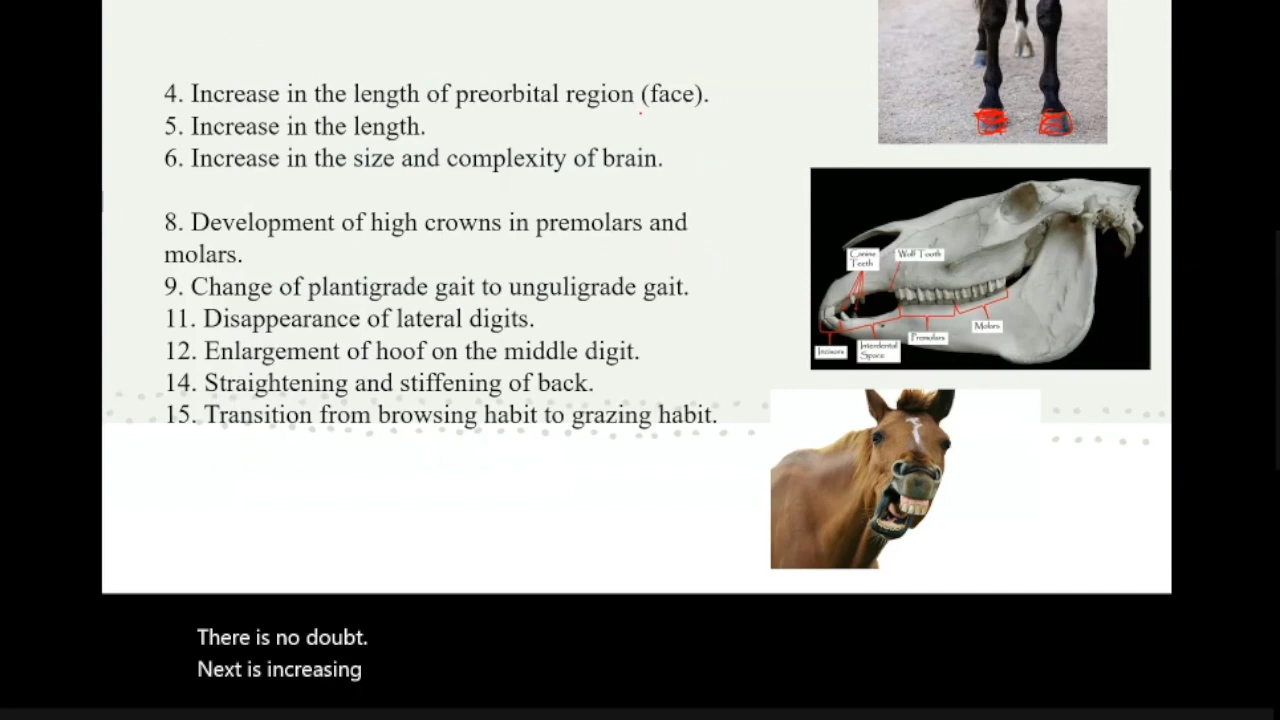 4. Increase in the length of preorbital region (face).
5. Increase in the length.
6. Increase in the size and complexity of brain.
8. Development of high crowns in premolars and
molars.
9. Change of plantigrade gait to unguligrade gait.
11. Disappearance of lateral digits.
12. Enlargement of hoof on the middle digit.
14. Straightening and stiffening of back.
15. Transition from browsing habit to grazing habit.
Canine
Teeth
Wolf Tooth
Molars
Premolars
Incisors
Interdental
Space
There is no doubt.
Next is increasing